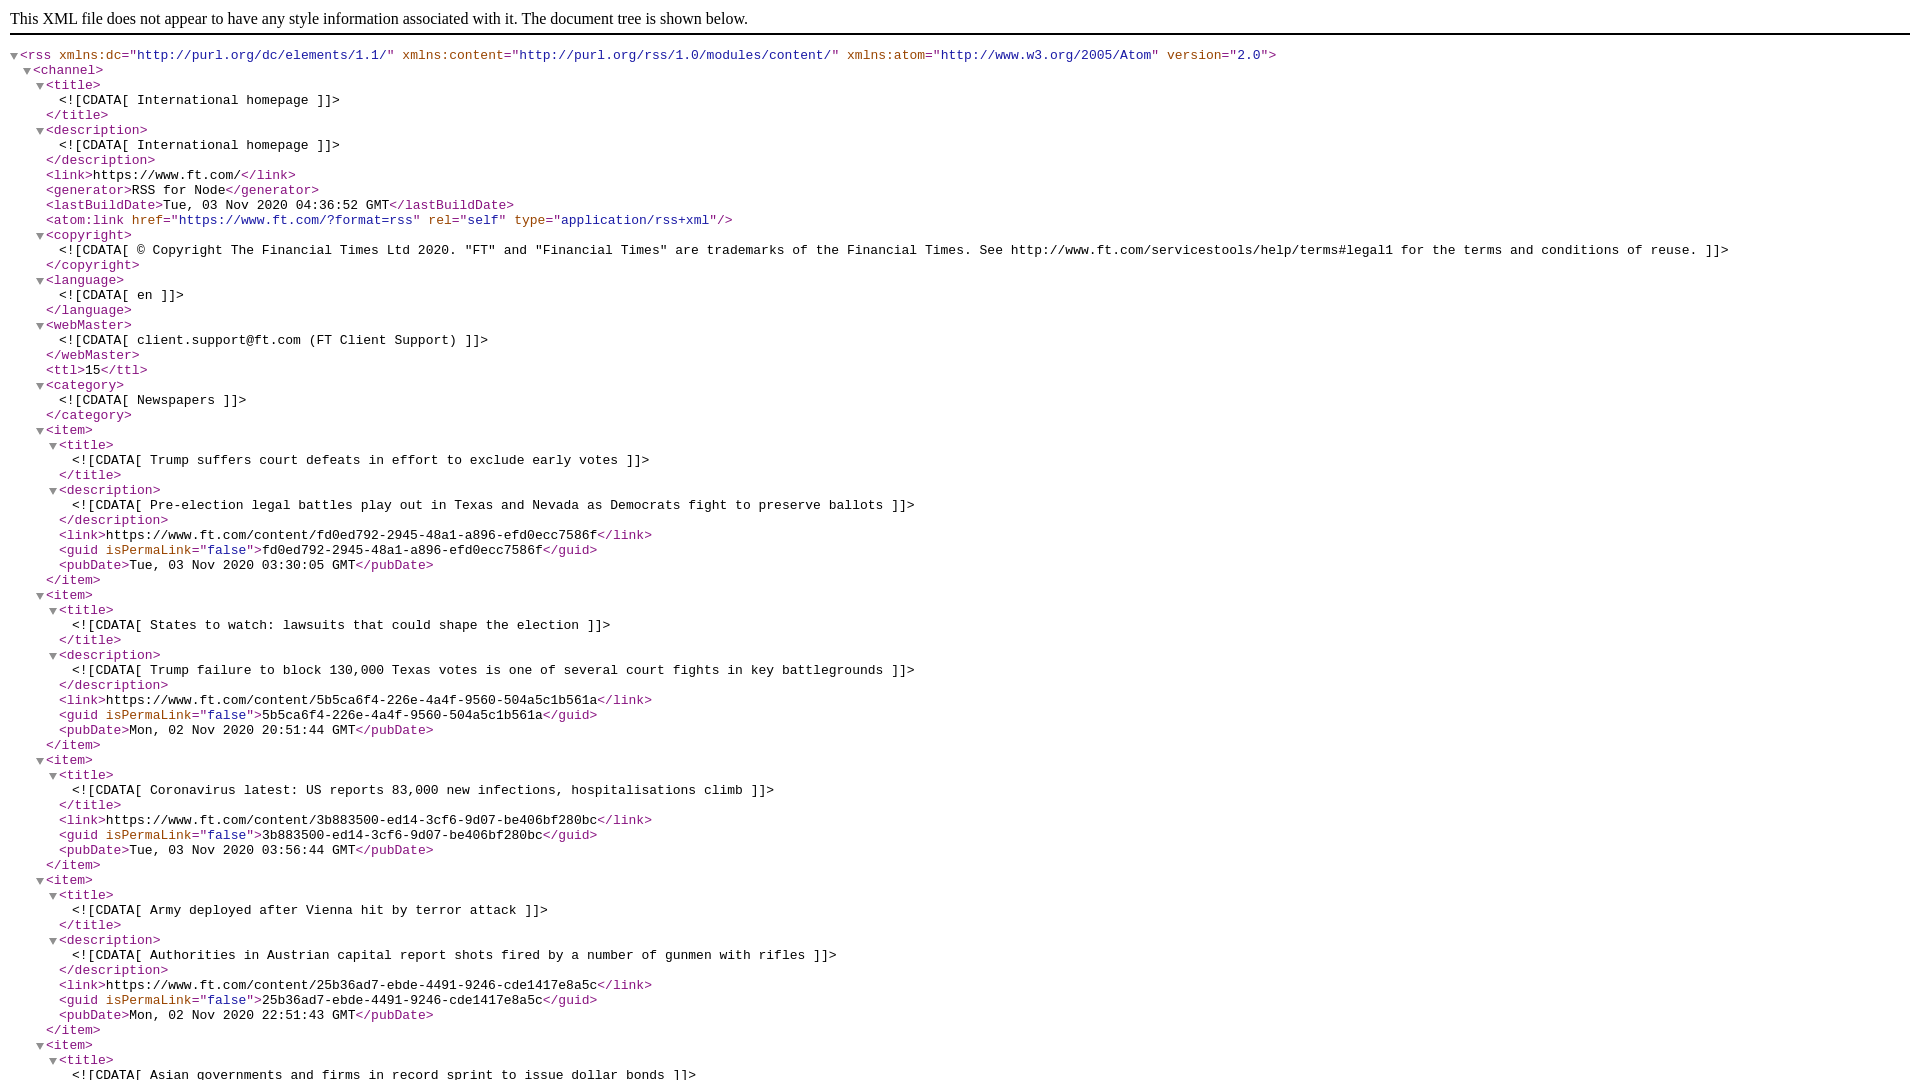 This XML file does not appear to have any style information associated with it. The document tree is shown below.
<rss xmlns:dc="http://purl.org/dc/elements/1.1/" xmlns:content="http://purl.org/rss/1.0/modules/content/" xmlns:atom="http://www.w3.org/2005/Atom" version="2.0">
<channel>
<title>
<![CDATA[ International homepage ]]>
</title>
<description>
<![CDATA[ International homepage ]]>
</description>
<link>https://www.ft.com/</link>
<generator>RSS for Node</generator>
<lastBuildDate>Tue, 03 Nov 2020 04:36:52 GMT</lastBuildDate>
<atom:link href="https://www.ft.com/?format=rss" rel="self" type="application/rss+xml"/>
<copyright>
<![CDATA[ © Copyright The Financial Times Ltd 2020. "FT" and "Financial Times" are trademarks of the Financial Times. See http://www.ft.com/servicestools/help/terms#legal1 for the terms and conditions of reuse. ]]>
</copyright>
<language>
<![CDATA[ en ]]>
</language>
<webMaster>
<![CDATA[ client.support@ft.com (FT Client Support) ]]>
</webMaster>
<ttl>15</ttl>
<category>
<![CDATA[ Newspapers ]]>
</category>
<item>
<title>
<![CDATA[ Trump suffers court defeats in effort to exclude early votes ]]>
</title>
<description>
<![CDATA[ Pre-election legal battles play out in Texas and Nevada as Democrats fight to preserve ballots ]]>
</description>
<link>https://www.ft.com/content/fd0ed792-2945-48a1-a896-efd0ecc7586f</link>
<guid isPermaLink="false">fd0ed792-2945-48a1-a896-efd0ecc7586f</guid>
<pubDate>Tue, 03 Nov 2020 03:30:05 GMT</pubDate>
</item>
<item>
<title>
<![CDATA[ States to watch: lawsuits that could shape the election ]]>
</title>
<description>
<![CDATA[ Trump failure to block 130,000 Texas votes is one of several court fights in key battlegrounds ]]>
</description>
<link>https://www.ft.com/content/5b5ca6f4-226e-4a4f-9560-504a5c1b561a</link>
<guid isPermaLink="false">5b5ca6f4-226e-4a4f-9560-504a5c1b561a</guid>
<pubDate>Mon, 02 Nov 2020 20:51:44 GMT</pubDate>
</item>
<item>
<title>
<![CDATA[ Coronavirus latest: US reports 83,000 new infections, hospitalisations climb ]]>
</title>
<link>https://www.ft.com/content/3b883500-ed14-3cf6-9d07-be406bf280bc</link>
<guid isPermaLink="false">3b883500-ed14-3cf6-9d07-be406bf280bc</guid>
<pubDate>Tue, 03 Nov 2020 03:56:44 GMT</pubDate>
</item>
<item>
<title>
<![CDATA[ Army deployed after Vienna hit by terror attack ]]>
</title>
<description>
<![CDATA[ Authorities in Austrian capital report shots fired by a number of gunmen with rifles ]]>
</description>
<link>https://www.ft.com/content/25b36ad7-ebde-4491-9246-cde1417e8a5c</link>
<guid isPermaLink="false">25b36ad7-ebde-4491-9246-cde1417e8a5c</guid>
<pubDate>Mon, 02 Nov 2020 22:51:43 GMT</pubDate>
</item>
<item>
<title>
<![CDATA[ Asian governments and firms in record sprint to issue dollar bonds ]]>